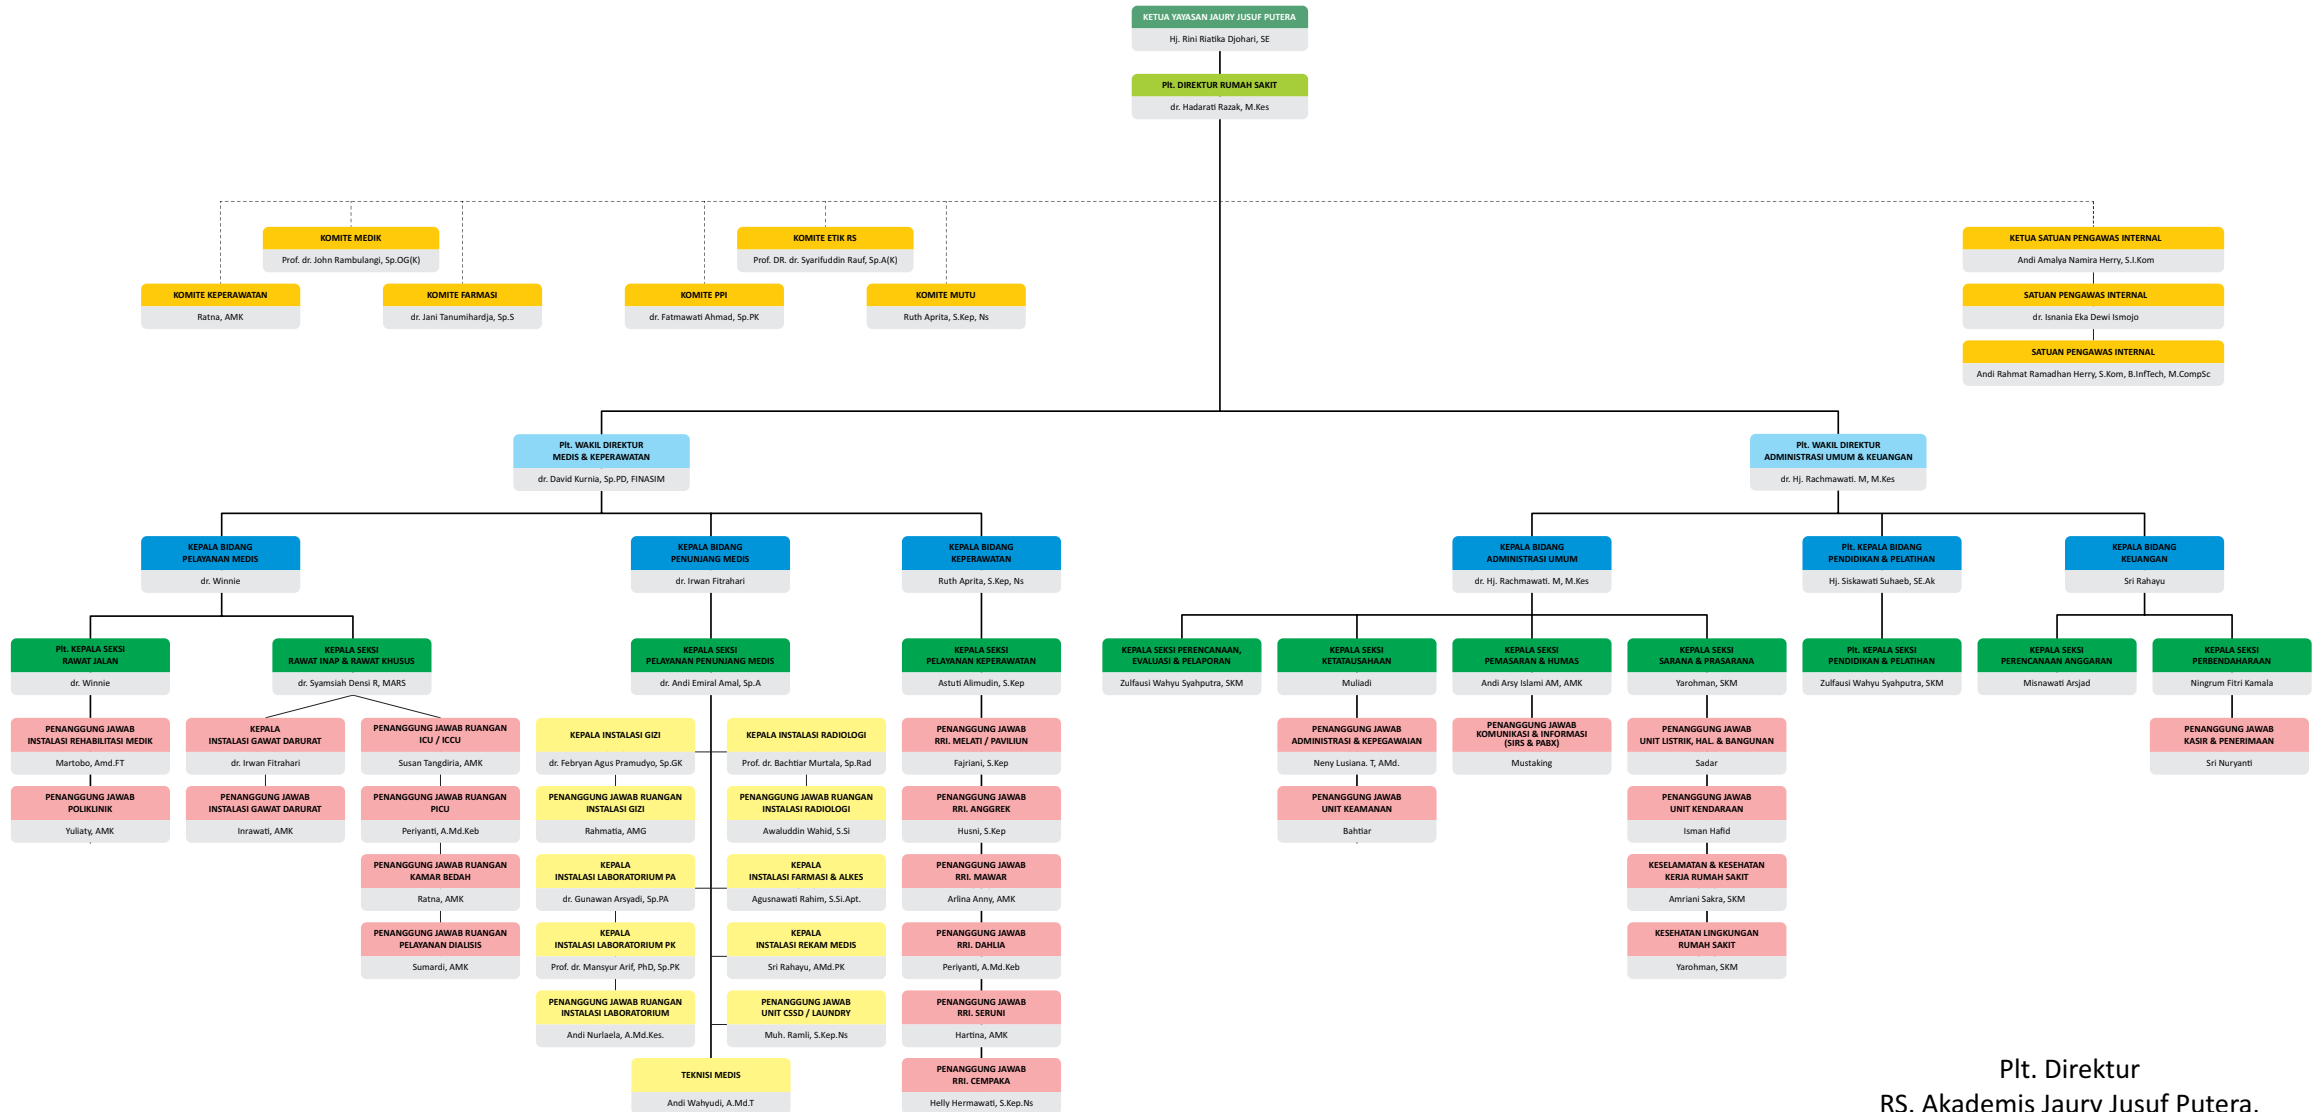 KETUA YAYASAN JAURY JUSUF PUTERA
Hj. Rini Riatika Djohari, SE
Plt. DIREKTUR RUMAH SAKIT
dr. Hadarati Razak, M.Kes
KOMITE MEDIK
Prof. dr. John Rambulangi, Sp.OG(K)
KOMITE ETIK RS
Prof. DR. dr. Syarifuddin Rauf, Sp.A(K)
KOMITE KEPERAWATAN
Ratna, AMK
KOMITE FARMASI
dr. Jani Tanumihardja, Sp.S
KOMITE PPI
dr. Fatmawati Ahmad, Sp.PK
KOMITE MUTU
Ruth Aprita, S.Kep, Ns
KETUA SATUAN PENGAWAS INTERNAL
Andi Amalya Namira Herry, S.I.Kom
SATUAN PENGAWAS INTERNAL
dr. Isnania Eka Dewi Ismojo
SATUAN PENGAWAS INTERNAL
Andi Rahmat Ramadhan Herry, S.Kom, B.InfTech, M.CompSc
Plt. WAKIL DIREKTUR
MEDIS & KEPERAWATAN
dr. David Kurnia, Sp.PD, FINASIM
Plt. WAKIL DIREKTUR
ADMINISTRASI UMUM & KEUANGAN
dr. Hj. Rachmawati. M, M.Kes
KEPALA BIDANG
PELAYANAN MEDIS
dr. Winnie
KEPALA BIDANG
PENUNJANG MEDIS
dr. Irwan Fitrahari
KEPALA BIDANG
KEPERAWATAN
Ruth Aprita, S.Kep, Ns
KEPALA BIDANG
ADMINISTRASI UMUM
dr. Hj. Rachmawati. M, M.Kes
Plt. KEPALA BIDANG
PENDIDIKAN & PELATIHAN
Hj. Siskawati Suhaeb, SE.Ak
KEPALA BIDANG
KEUANGAN
Sri Rahayu
Plt. KEPALA SEKSI
RAWAT JALAN
dr. Winnie
KEPALA SEKSI
RAWAT INAP & RAWAT KHUSUS
dr. Syamsiah Densi R, MARS
KEPALA SEKSI
PELAYANAN PENUNJANG MEDIS
dr. Andi Emiral Amal, Sp.A
KEPALA SEKSI
PELAYANAN KEPERAWATAN
Astuti Alimudin, S.Kep
KEPALA SEKSI PERENCANAAN,
EVALUASI & PELAPORAN
Zulfausi Wahyu Syahputra, SKM
KEPALA SEKSI
KETATAUSAHAAN
Muliadi
KEPALA SEKSI
PEMASARAN & HUMAS
Andi Arsy Islami AM, AMK
KEPALA SEKSI
SARANA & PRASARANA
Yarohman, SKM
Plt. KEPALA SEKSI
PENDIDIKAN & PELATIHAN
Zulfausi Wahyu Syahputra, SKM
KEPALA SEKSI
PERENCANAAN ANGGARAN
Misnawati Arsjad
KEPALA SEKSI
PERBENDAHARAAN
Ningrum Fitri Kamala
PENANGGUNG JAWAB
INSTALASI REHABILITASI MEDIK
Martobo, Amd.FT
PENANGGUNG JAWAB
POLIKLINIK
Yuliaty, AMK
KEPALA
INSTALASI GAWAT DARURAT
dr. Irwan Fitrahari
PENANGGUNG JAWAB
INSTALASI GAWAT DARURAT
Inrawati, AMK
PENANGGUNG JAWAB RUANGAN
ICU / ICCU
Susan Tangdiria, AMK
PENANGGUNG JAWAB RUANGAN
PICU
Periyanti, A.Md.Keb
PENANGGUNG JAWAB RUANGAN
KAMAR BEDAH
Ratna, AMK
PENANGGUNG JAWAB RUANGAN
PELAYANAN DIALISIS
Sumardi, AMK
KEPALA INSTALASI GIZI
dr. Febryan Agus Pramudyo, Sp.GK
PENANGGUNG JAWAB RUANGAN
INSTALASI GIZI
Rahmatia, AMG
KEPALA
INSTALASI LABORATORIUM PA
dr. Gunawan Arsyadi, Sp.PA
KEPALA
INSTALASI LABORATORIUM PK
Prof. dr. Mansyur Arif, PhD, Sp.PK
PENANGGUNG JAWAB RUANGAN
INSTALASI LABORATORIUM
Andi Nurlaela, A.Md.Kes.
KEPALA INSTALASI RADIOLOGI
Prof. dr. Bachtiar Murtala, Sp.Rad
PENANGGUNG JAWAB RUANGAN
INSTALASI RADIOLOGI
Awaluddin Wahid, S.Si
KEPALA
INSTALASI FARMASI & ALKES
Agusnawati Rahim, S.Si.Apt.
KEPALA
INSTALASI REKAM MEDIS
Sri Rahayu, AMd.PK
PENANGGUNG JAWAB
UNIT CSSD / LAUNDRY
Muh. Ramli, S.Kep.Ns
TEKNISI MEDIS
Andi Wahyudi, A.Md.T
PENANGGUNG JAWAB
RRI. MELATI / PAVILIUN
Fajriani, S.Kep
PENANGGUNG JAWAB
RRI. ANGGREK
Husni, S.Kep
PENANGGUNG JAWAB
RRI. MAWAR
Arlina Anny, AMK
PENANGGUNG JAWAB
RRI. DAHLIA
Periyanti, A.Md.Keb
PENANGGUNG JAWAB
RRI. SERUNI
Hartina, AMK
PENANGGUNG JAWAB
RRI. CEMPAKA
Helly Hermawati, S.Kep.Ns
PENANGGUNG JAWAB
ADMINISTRASI & KEPEGAWAIAN
Neny Lusiana. T, AMd.
PENANGGUNG JAWAB
UNIT KEAMANAN
Bahtiar
PENANGGUNG JAWAB
KOMUNIKASI & INFORMASI
(SIRS & PABX)
Mustaking
PENANGGUNG JAWAB
UNIT LISTRIK, HAL. & BANGUNAN
Sadar
PENANGGUNG JAWAB
UNIT KENDARAAN
Isman Hafid
KESELAMATAN & KESEHATAN
KERJA RUMAH SAKIT
Amriani Sakra, SKM
KESEHATAN LINGKUNGAN
RUMAH SAKIT
Yarohman, SKM
PENANGGUNG JAWAB
KASIR & PENERIMAAN
Sri Nuryanti
Plt. Direktur
RS. Akademis Jaury Jusuf Putera,